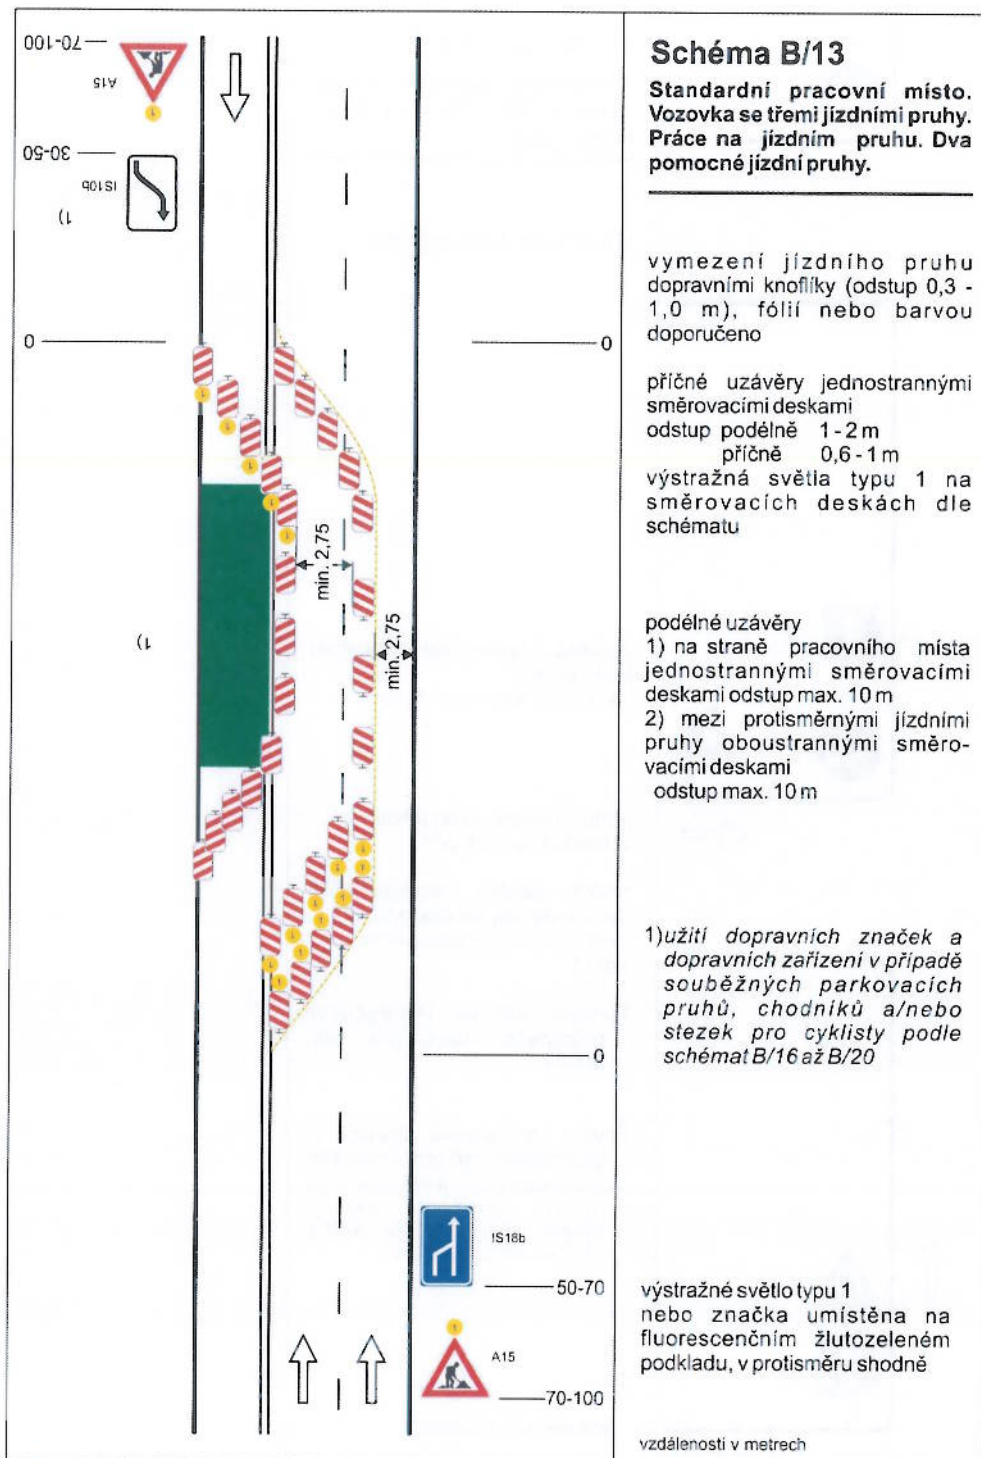 70-100
A15
1
30-50
IS10b
1)
0
0
min. 2,75
min. 2,75
1)
0
IS18b
50-70
1
A15
70-100
Schéma B/13
Standardní pracovní místo.
Vozovka se třemi jízdními pruhy.
Práce na jízdním pruhu. Dva
pomocné jízdní pruhy.
vymezení jízdního pruhu
dopravními knoflíky (odstup 0,3 -
1,0 m), fólií nebo barvou
doporučeno
příčné uzávěry jednostrannými
směrovacími deskami
odstup podélně 1 - 2 m
příčně 0,6 - 1 m
výstražná světla typu 1 na
směrovacích deskách dle
schématu
podélné uzávěry
1) na straně pracovního místa
jednostrannými směrovacími
deskami odstup max. 10 m
2) mezi protisměrnými jízdními
pruhy oboustrannými směro-
vacími deskami
odstup max. 10 m
1)užití dopravních značek a
dopravních zařízení v případě
souběžných parkovacích
pruhů, chodníků a/nebo
stezek pro cyklisty podle
schémat B/16 až B/20
výstražné světlo typu 1
nebo značka umístěna na
fluorescenčním žlutozeleném
podkladu, v protisměru shodně
vzdálenosti v metrech